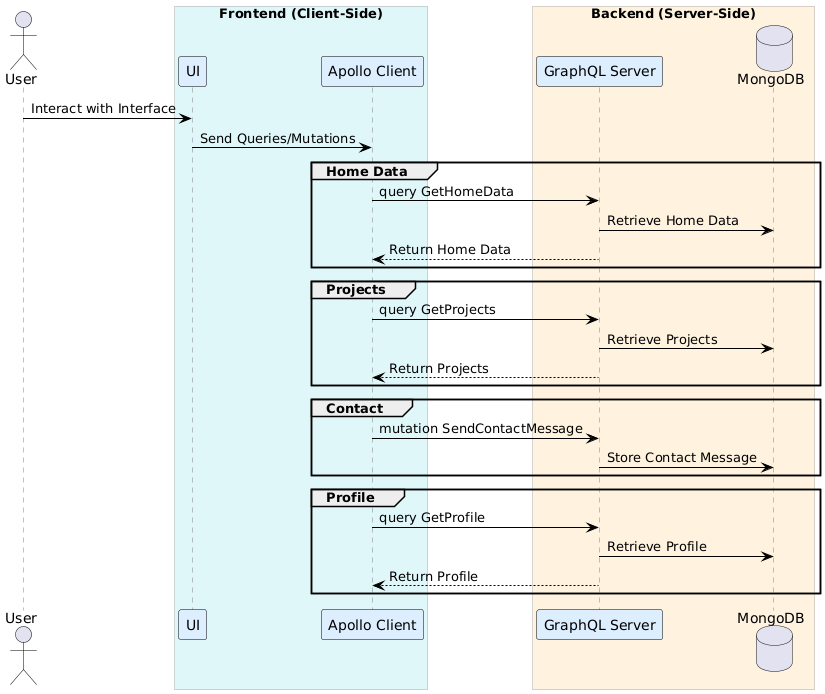 Frontend (Client-Side)
Backend (Server-Side)
User
UI
Apollo Client
GraphQL Server
MongoDB
Interact with Interface
Send Queries/Mutations
Home Data
query GetHomeData
Retrieve Home Data
Return Home Data
Projects
query GetProjects
Retrieve Projects
Return Projects
Contact
mutation SendContactMessage
Store Contact Message
Profile
query GetProfile
Retrieve Profile
Return Profile
User
UI
Apollo Client
GraphQL Server
MongoDB